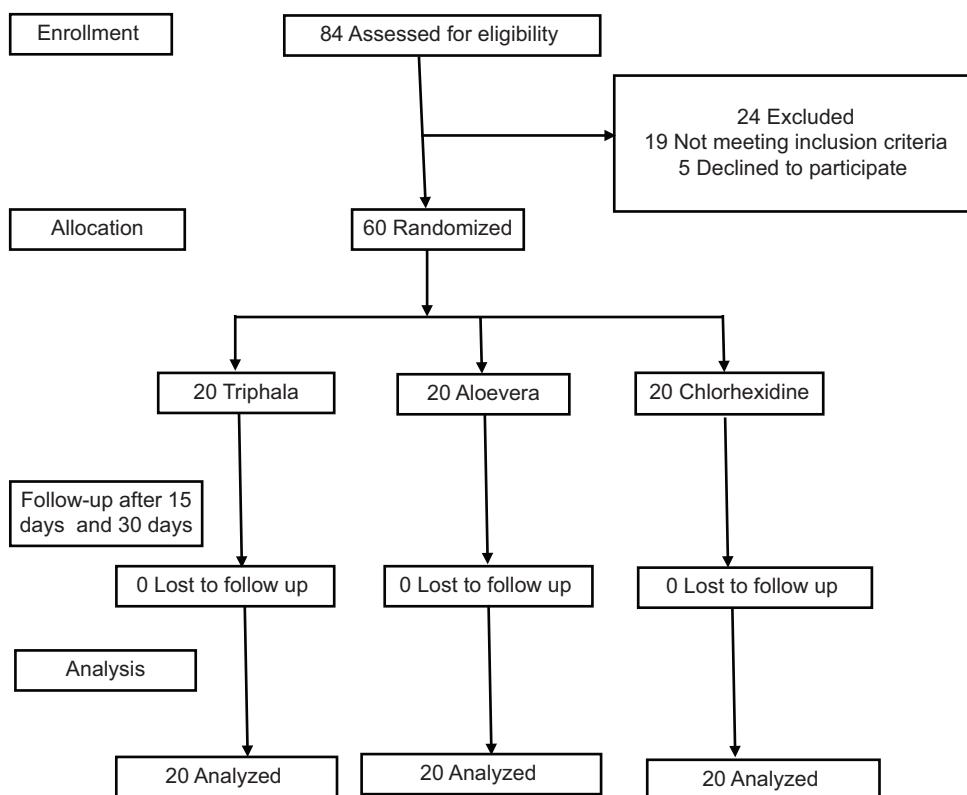 Enrollment
84 Assessed for eligibility
24 Excluded
19 Not meeting inclusion criteria
5 Declined to participate
Allocation
60 Randomized
20 Triphala
20 Aloevera
20 Chlorhexidine
Follow-up after 15
days and 30 days
0 Lost to follow up
0 Lost to follow up
0 Lost to follow up
Analysis
20 Analyzed
20 Analyzed
20 Analyzed